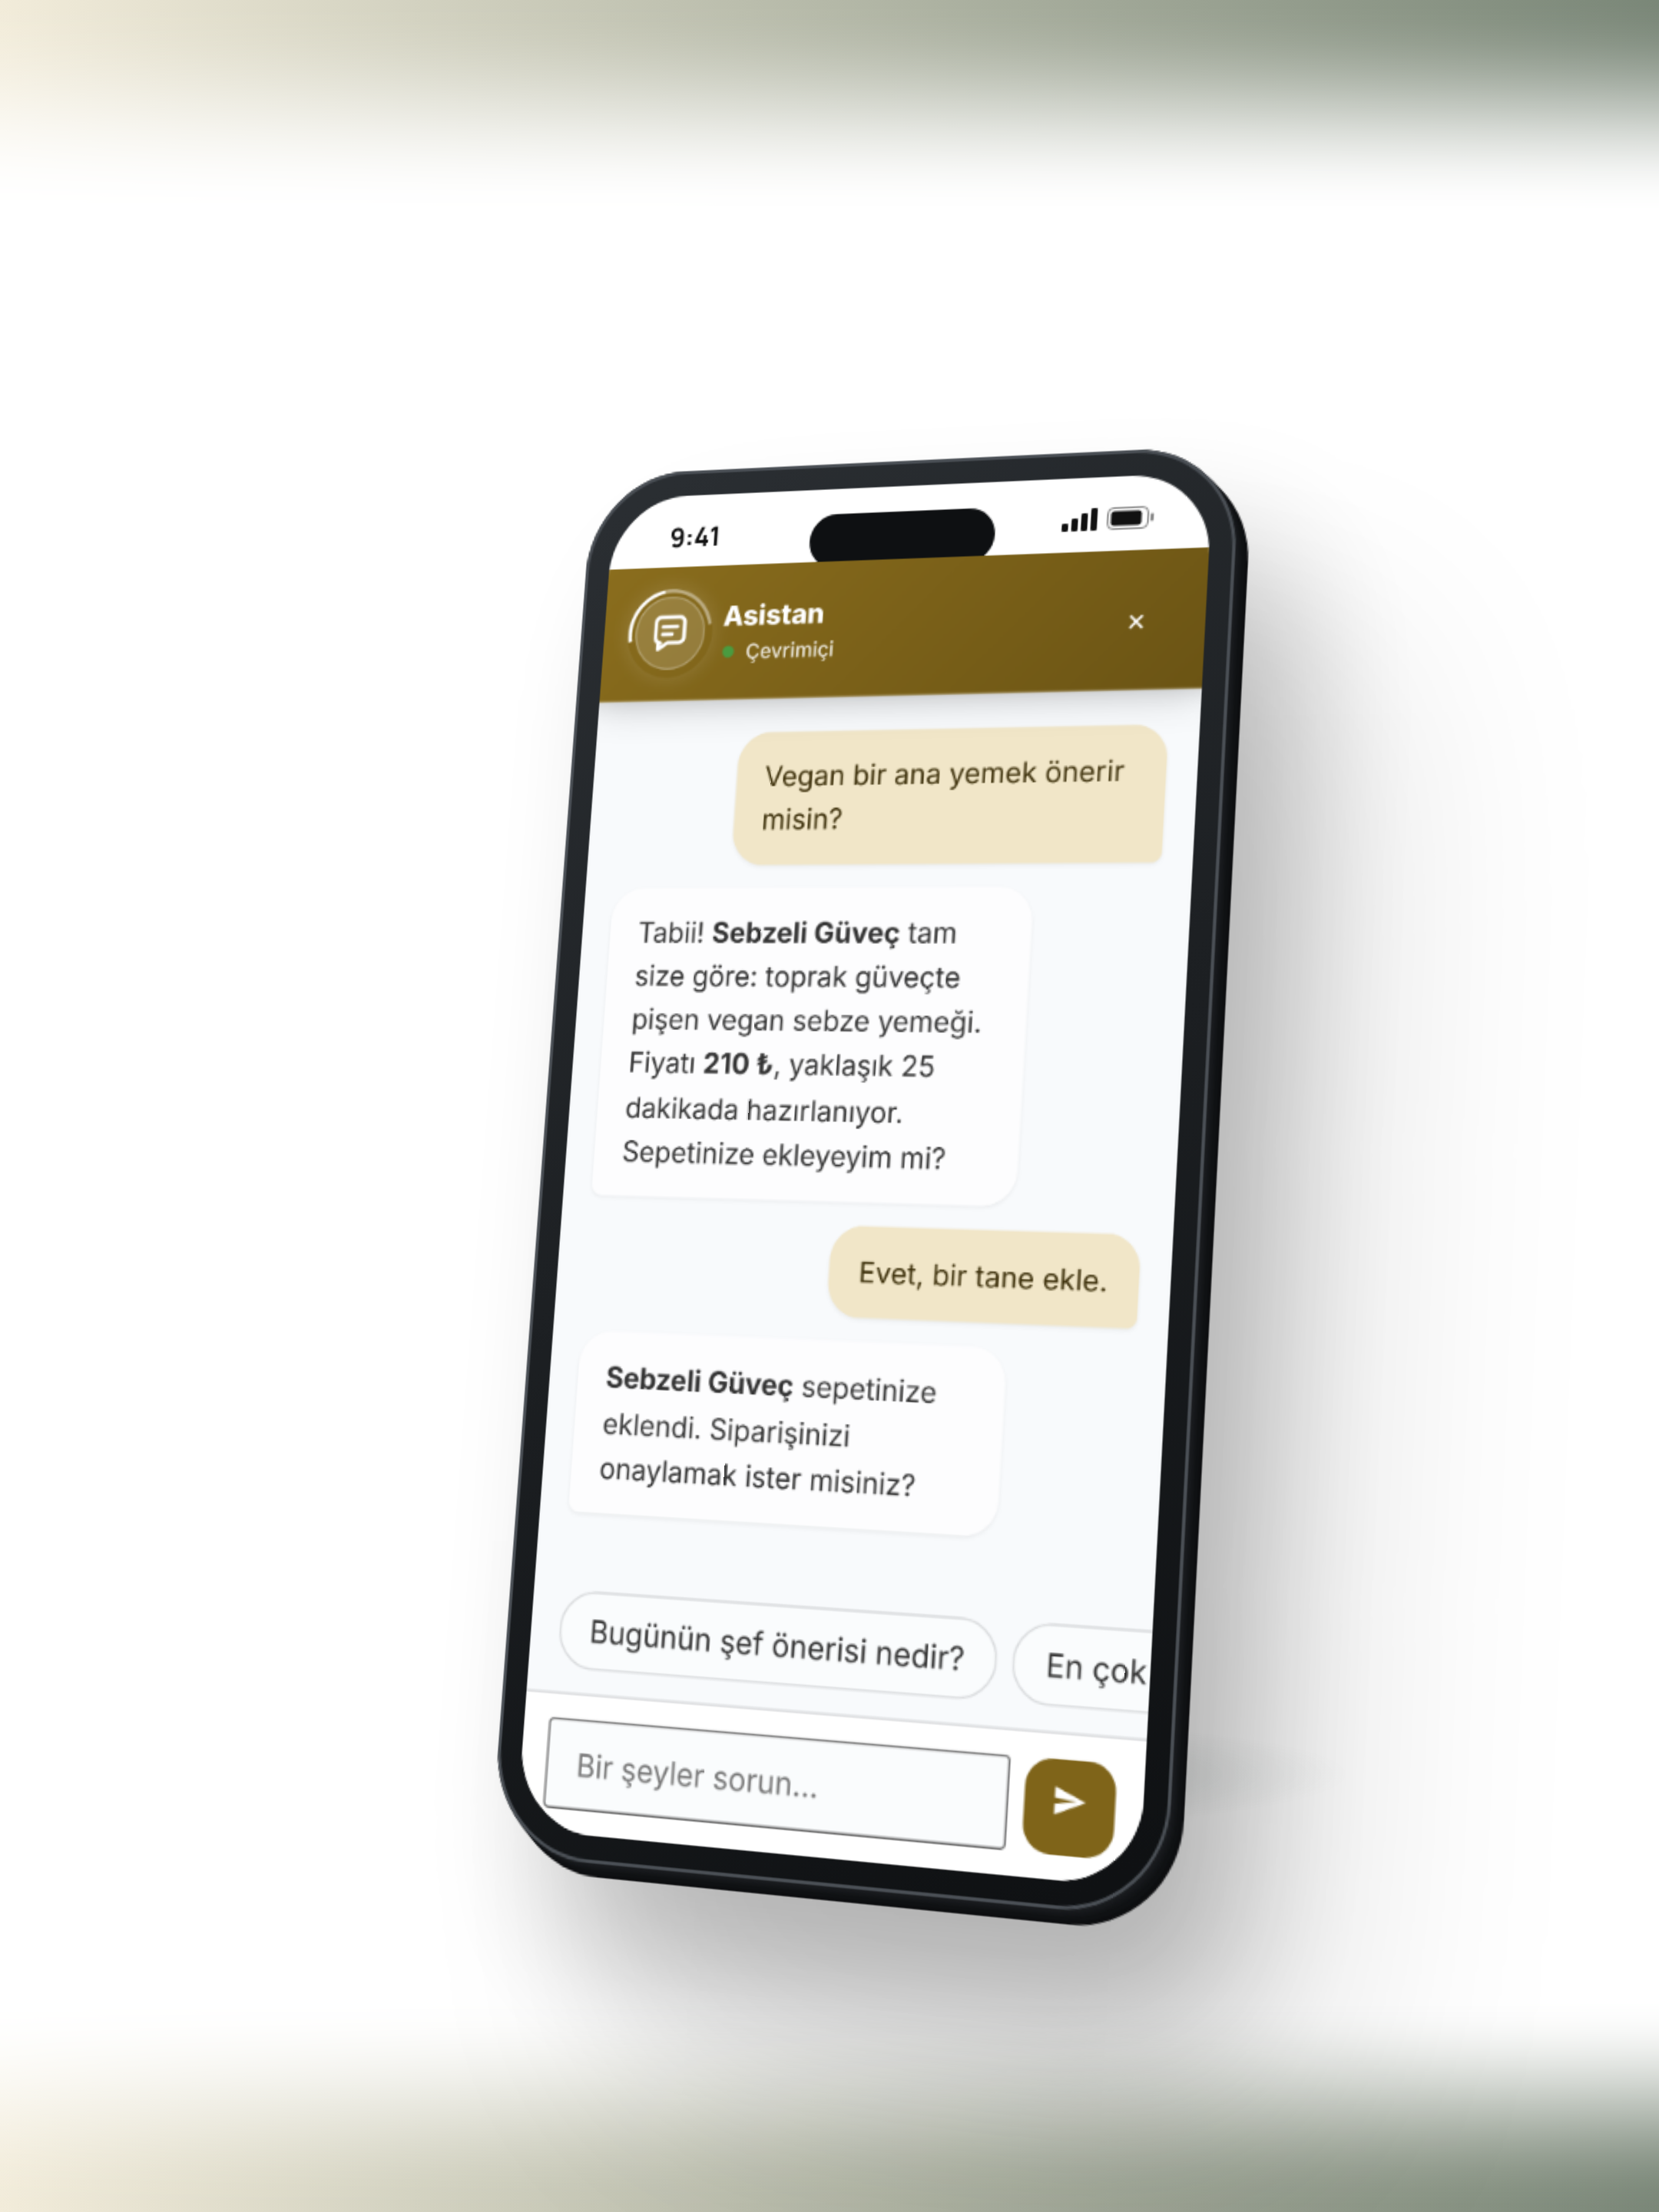 9:41
Asistan
Çevrimiçi
Vegan bir ana yemek önerir
misin?
Tabii! Sebzeli Güveç tam
size göre: toprak güveçte
pişen vegan sebze yemeği.
Fiyatı 210 ₺, yaklaşık 25
dakikada hazırlanıyor.
Sepetinize ekleyeyim mi?
Evet, bir tane ekle.
Sebzeli Güveç sepetinize
eklendi. Siparişinizi
onaylamak ister misiniz?
Bugünün şef önerisi nedir?
En çok
Bir şeyler sorun...